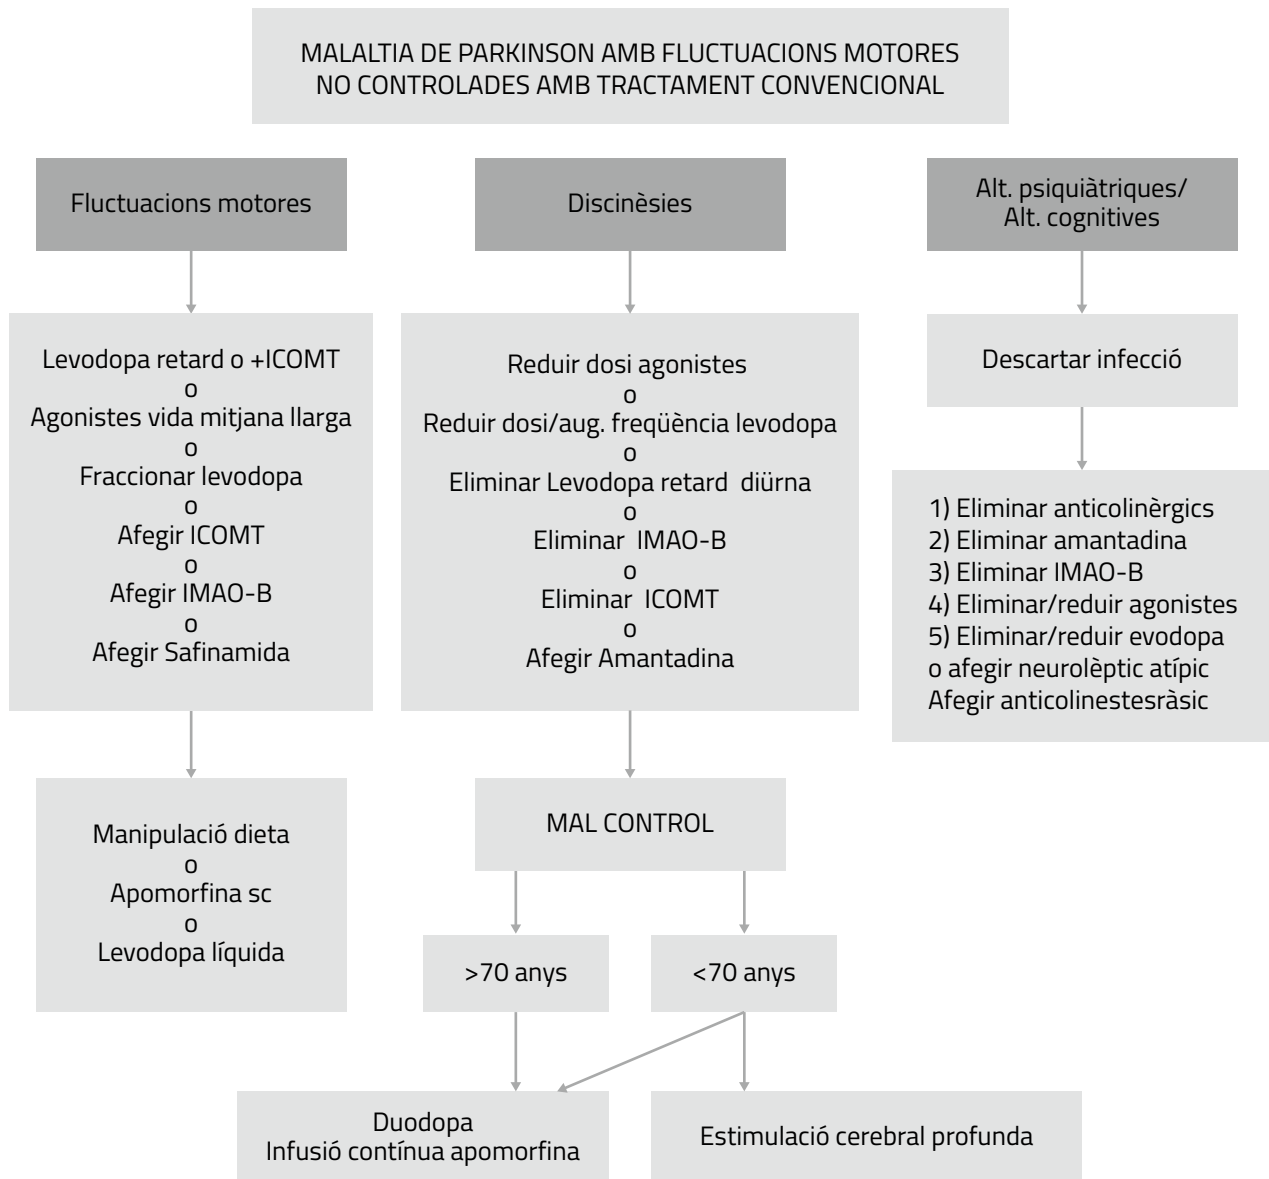 MALALTIA DE PARKINSON AMB FLUCTUACIONS MOTORES
NO CONTROLADES AMB TRACTAMENT CONVENCIONAL
Fluctuacions motores
Levodopa retard o +ICOMT
o
Agonistes vida mitjana llarga
o
Fraccionar levodopa
o
Afegir ICOMT
o
Afegir IMAO-B
o
Afegir Safinamida
Manipulació dieta
o
Apomorfina sc
o
Levodopa líquida
Discinèsies
Reduir dosi agonistes
o
Reduir dosi/aug. freqüència levodopa
o
Eliminar Levodopa retard diürna
o
Eliminar IMAO-B
o
Eliminar ICOMT
o
Afegir Amantadina
MAL CONTROL
>70 anys
<70 anys
Duodopa
Infusió contínua apomorfina
Estimulació cerebral profunda
Alt. psiquiàtriques/
Alt. cognitives
Descartar infecció
1) Eliminar anticolinèrgics
2) Eliminar amantadina
3) Eliminar IMAO-B
4) Eliminar/reduir agonistes
5) Eliminar/reduir evodopa
o afegir neurolèptic atípic
Afegir anticolinestesràsic